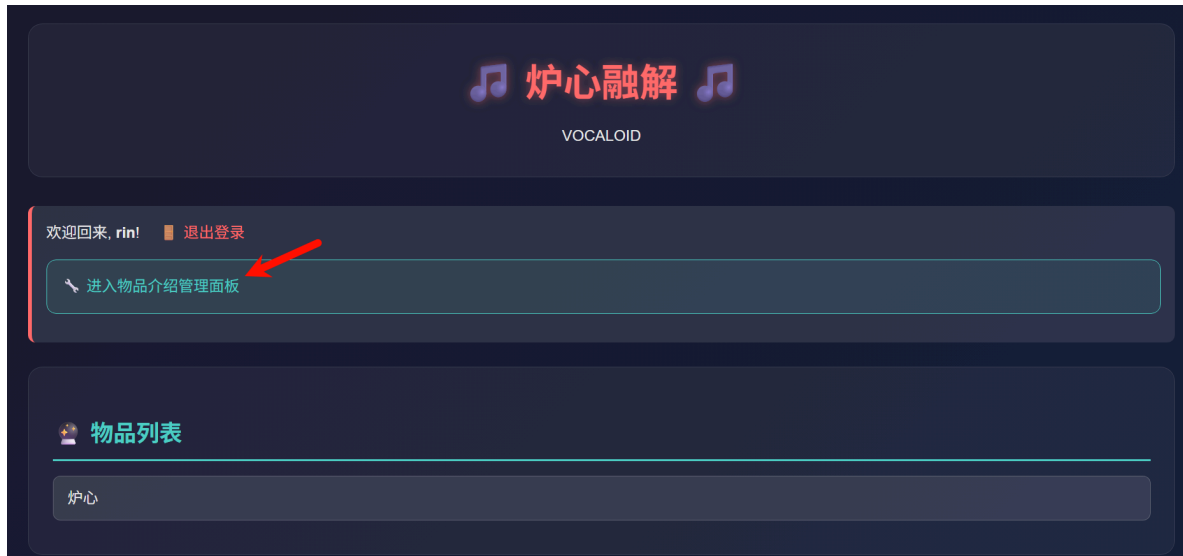 🎵 炉心融解 🎵
VOCALOID
欢迎回来, rin! 🚪 退出登录
🔧 进入物品介绍管理面板
🔮 物品列表
炉心